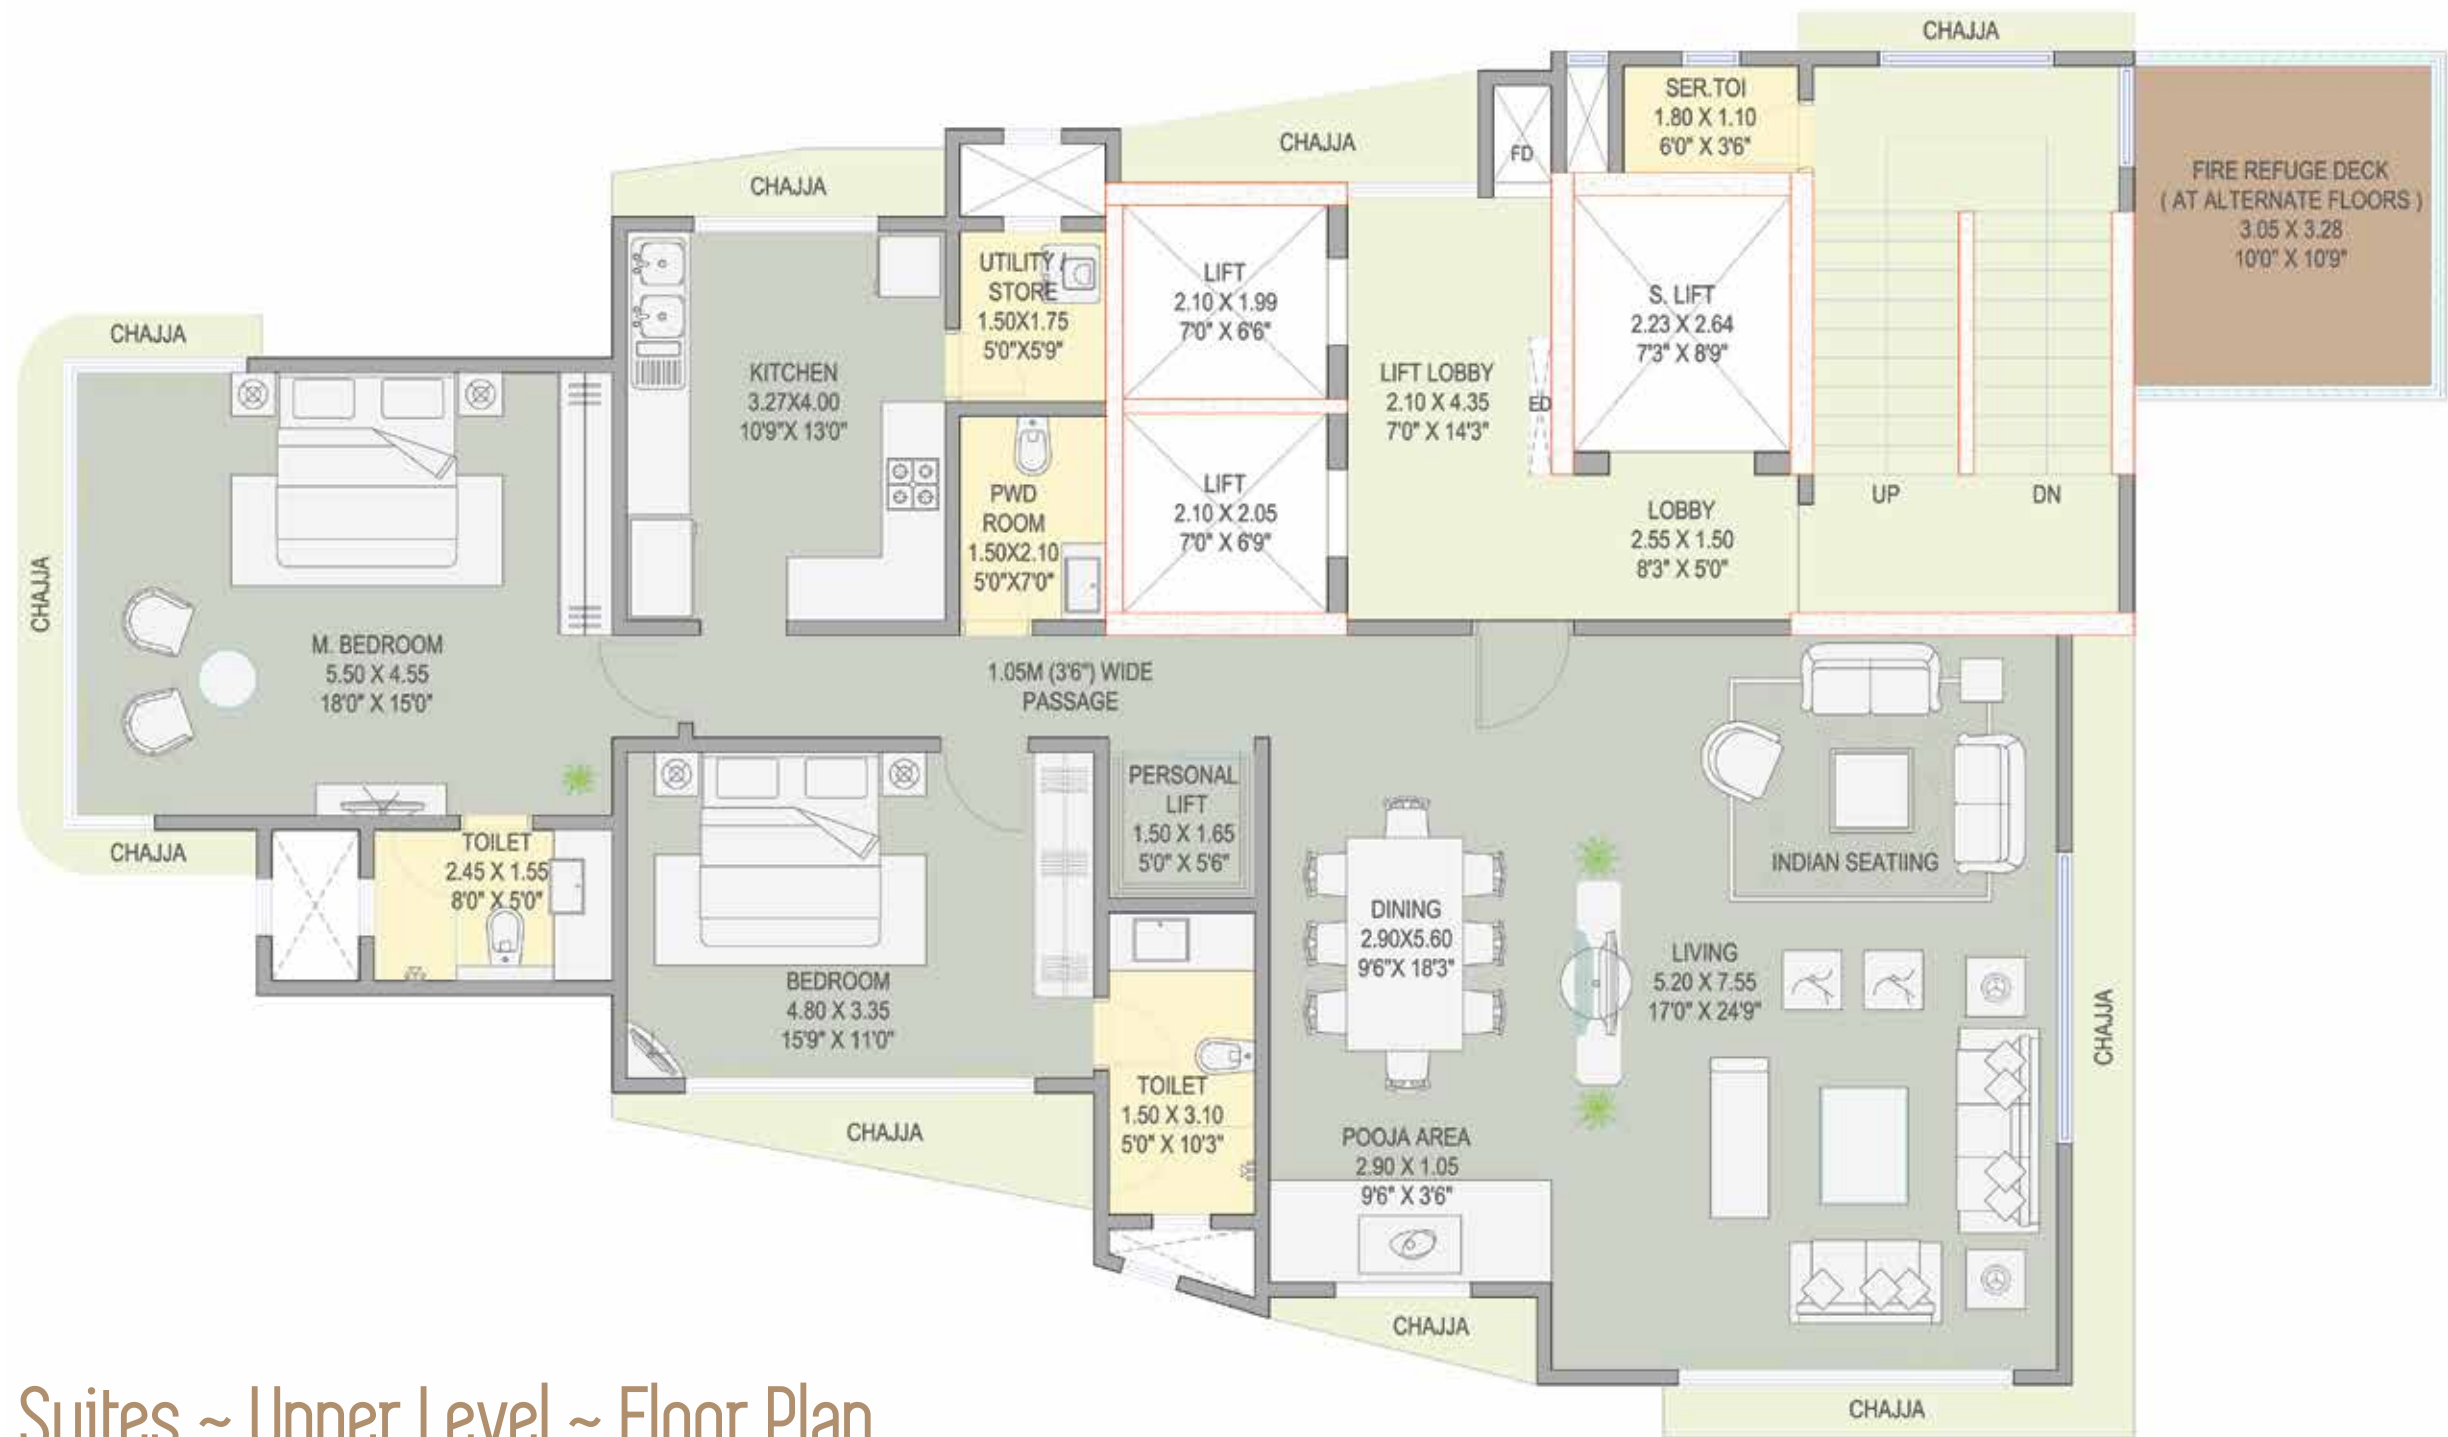 CHAJJA
SER.TOI
1.80 X 1.10
6'0" X 3'6"
CHAJJA
FD
FIRE REFUGE DECK
( AT ALTERNATE FLOORS )
3.05 X 3.28
10'0" X 10'9"
CHAJJA
UTILITY /
STORE
1.50X1.75
5'0"X5'9"
LIFT
2.10 X 1.99
7'0" X 6'6"
S. LIFT
2.23 X 2.64
7'3" X 8'9"
CHAJJA
KITCHEN
3.27X4.00
10'9"X 13'0"
LIFT LOBBY
2.10 X 4.35
7'0" X 14'3"
ED
PWD
ROOM
1.50X2.10
5'0"X7'0"
LIFT
2.10 X 2.05
7'0" X 6'9"
LOBBY
2.55 X 1.50
8'3" X 5'0"
UP
DN
CHAJJA
M. BEDROOM
5.50 X 4.55
18'0" X 15'0"
1.05M (3'6") WIDE
PASSAGE
PERSONAL
LIFT
1.50 X 1.65
5'0" X 5'6"
CHAJJA
TOILET
2.45 X 1.55
8'0" X 5'0"
INDIAN SEATIING
DINING
2.90X5.60
9'6"X 18'3"
LIVING
5.20 X 7.55
17'0" X 24'9"
BEDROOM
4.80 X 3.35
15'9" X 11'0"
CHAJJA
TOILET
1.50 X 3.10
5'0" X 10'3"
CHAJJA
POOJA AREA
2.90 X 1.05
9'6" X 3'6"
CHAJJA
CHAJJA
Suites ~ Upper Level ~ Floor Plan